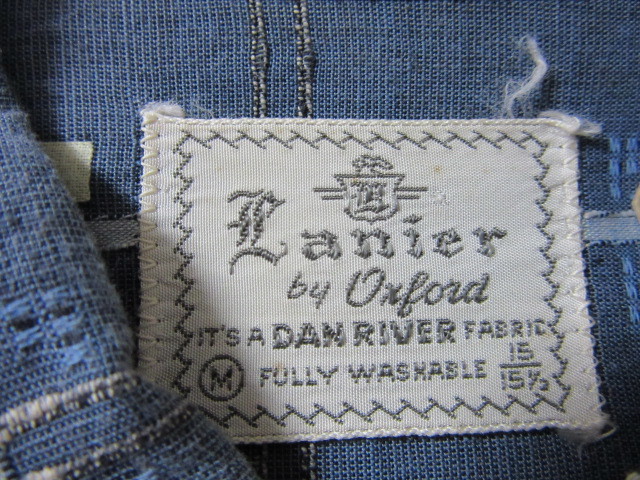 L
Lanier
by Oxford
IT'S A DAN RIVER FABRIC
M FULLY WASHABLE 15/15½